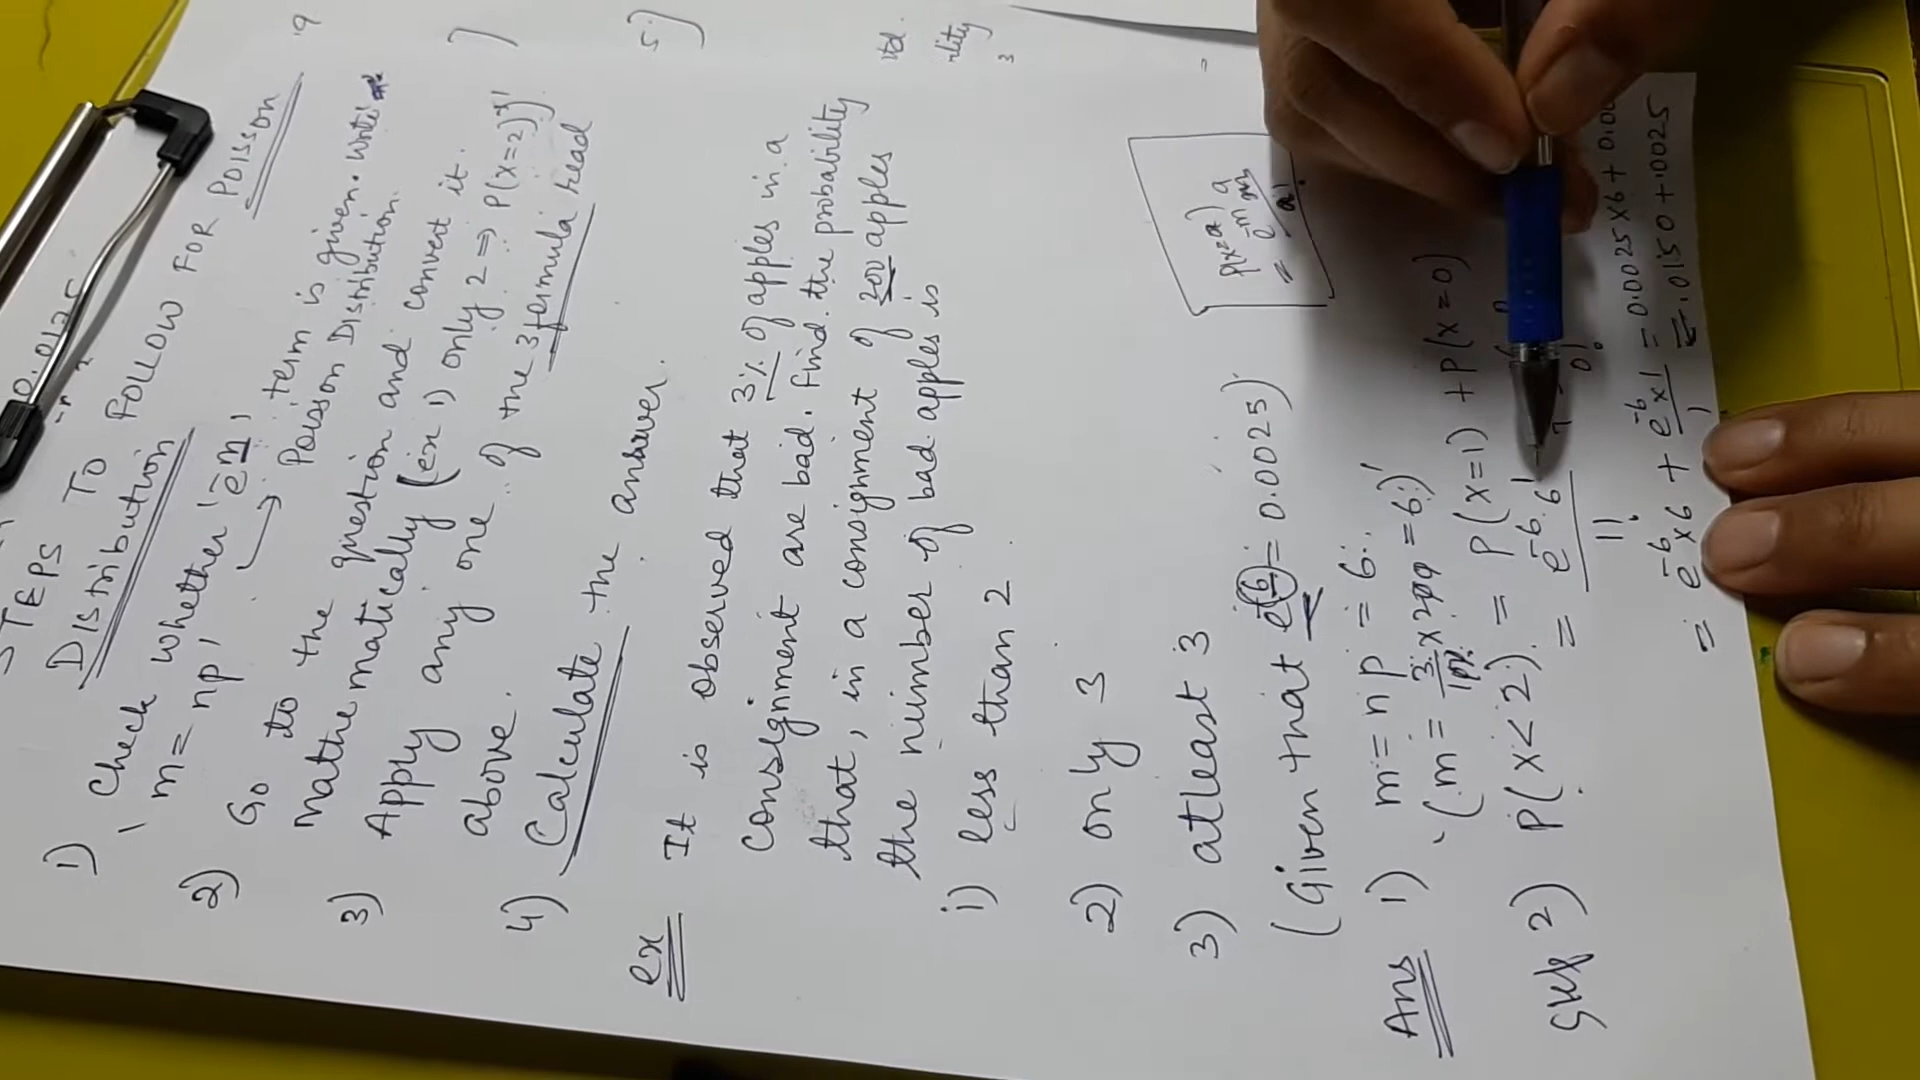 STEPS TO FOLLOW FOR POISSON
Distribution
1) Check whether 'e^-m',
'm = np' term is given. Write
Poisson Distribution.
2) Go to the question and convert it
mathematically (ex 1) only 2 => P(x=2))
3) Apply any one of the 3 formula head
above.
4) Calculate the answer.
ex It is observed that 3% of apples in a
consignment are bad. Find the probability
that, in a consignment of 200 apples
the number of bad apples is
i) less than 2
2) only 3
3) atleast 3
(Given that e^-6 = 0.0025)
P(x=a)
= e^-m m^a
a!
Ans 1) m = np = 6
(m = 3/100 x 200 = 6)
2) P(x<2) = P(x=1) + P(x=0)
= e^-6 . 6^1
1!
0!
= e^-6 x 6 + e^-6 x 1 = 0.0025 x 6 + 0.00
1
= .0150 + .0025